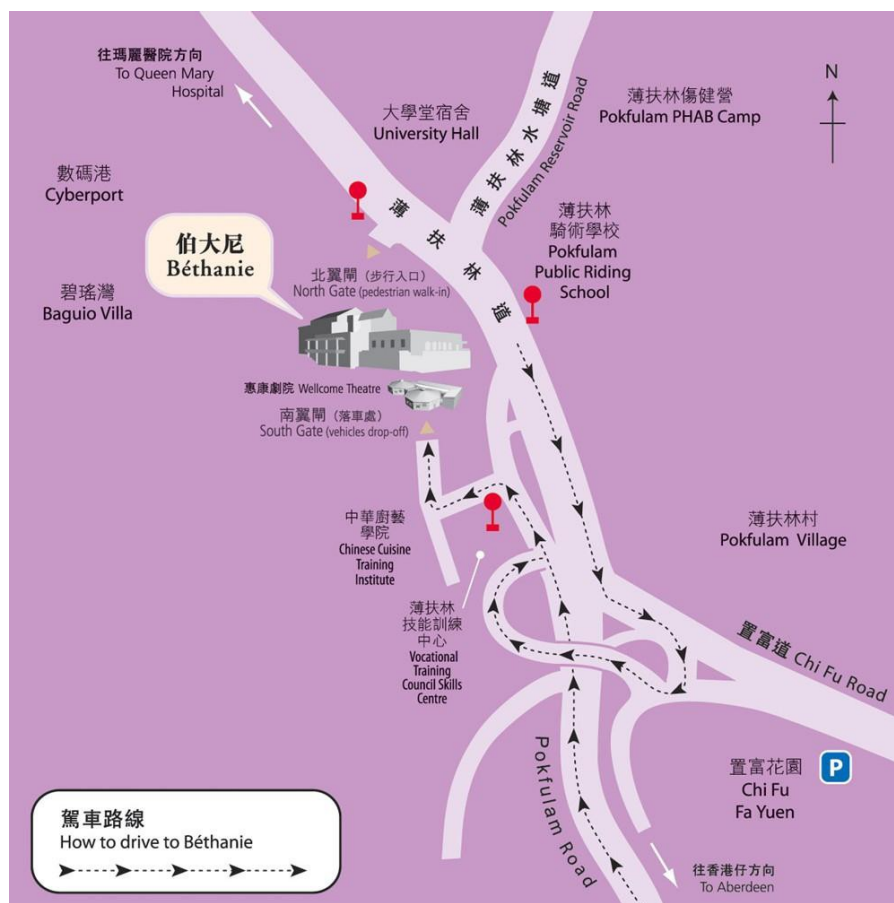 往瑪麗醫院方向
To Queen Mary
Hospital
大學堂宿舍
University Hall
薄扶林水塘道
Pokfulam Reservoir Road
薄扶林傷健營
Pokfulam PHAB Camp
N
數碼港
Cyberport
伯大尼
Béthanie
薄扶林道
薄扶林
騎術學校
Pokfulam
Public Riding
School
北翼閘（步行入口）
North Gate (pedestrian walk-in)
碧瑤灣
Baguio Villa
惠康劇院 Wellcome Theatre
南翼閘（落車處）
South Gate (vehicles drop-off)
中華廚藝
學院
Chinese Cuisine
Training
Institute
薄扶林村
Pokfulam Village
薄扶林
技能訓練
中心
Vocational
Training
Council Skills
Centre
置富道 Chi Fu Road
Pokfulam Road
置富花園
Chi Fu
Fa Yuen
P
駕車路線
How to drive to Béthanie
往香港仔方向
To Aberdeen